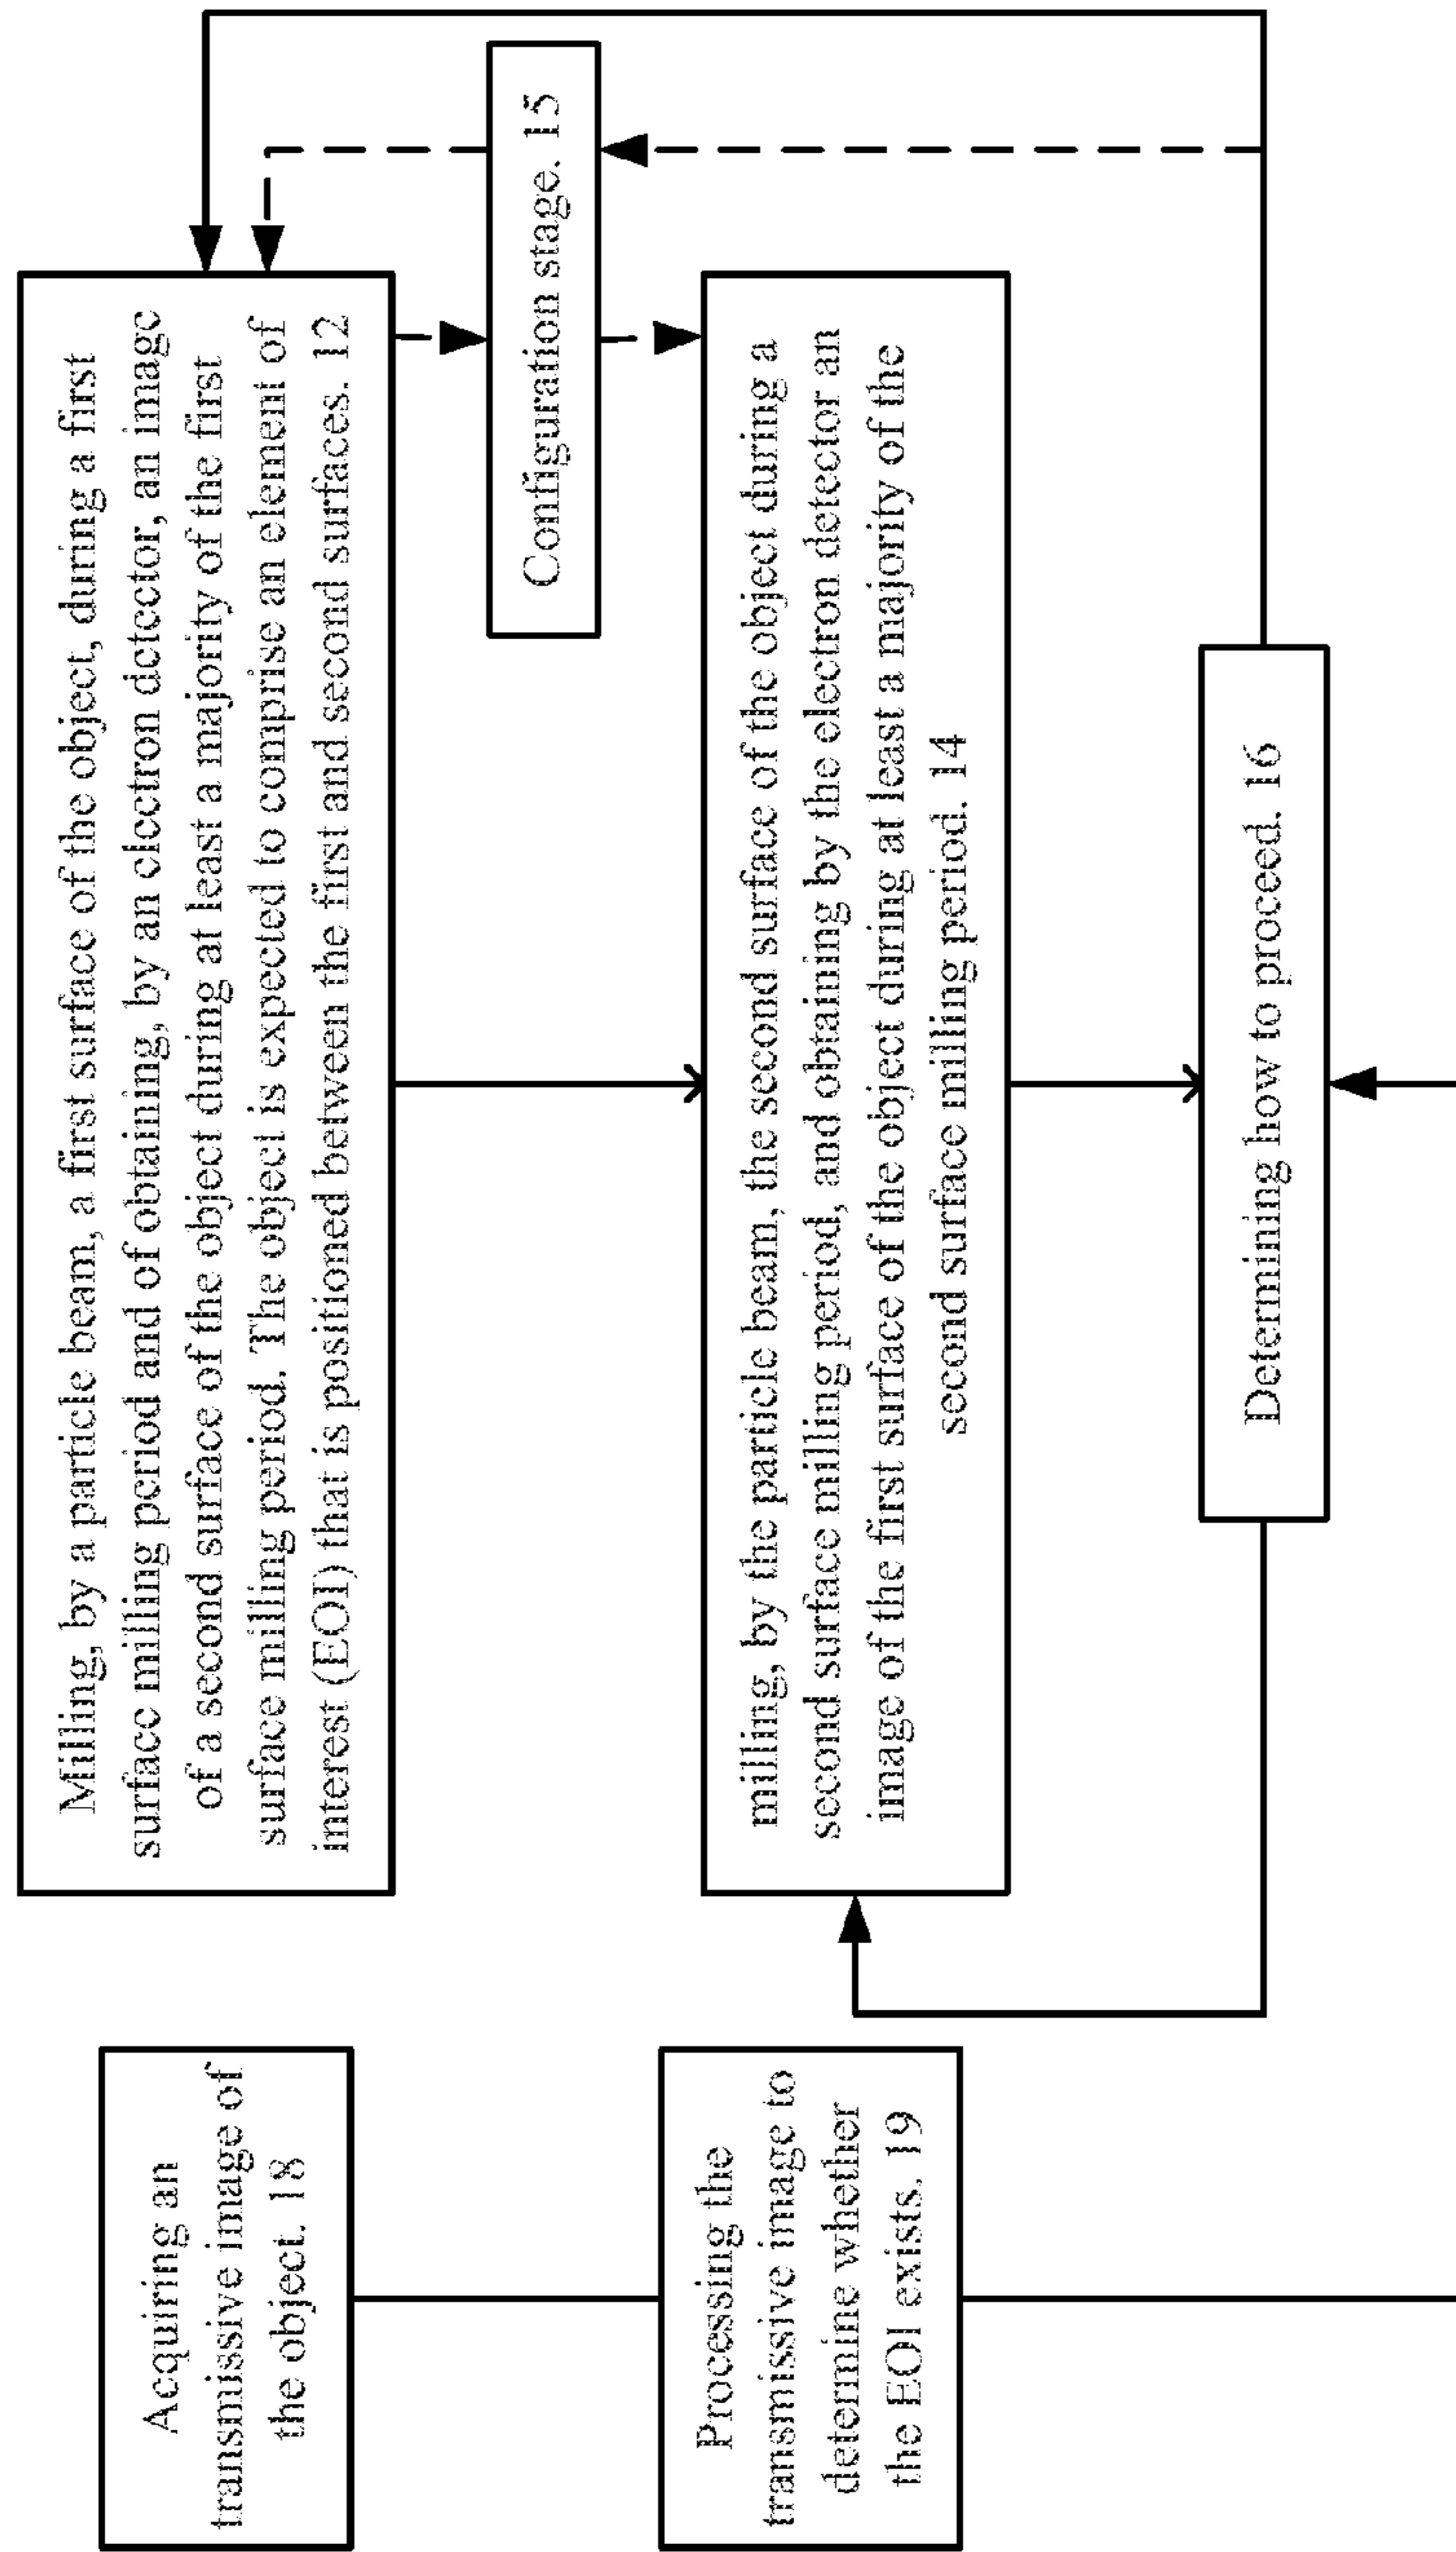 Milling, by a particle beam, a first surface of the object, during a first
surface milling period and of obtaining, by an electron detector, an image
of a second surface of the object during at least a majority of the first
surface milling period. The object is expected to comprise an element of
interest (EOI) that is positioned between the first and second surfaces. 12
Configuration stage. 15
milling, by the particle beam, the second surface of the object during a
second surface milling period, and obtaining by the electron detector an
image of the first surface of the object during at least a majority of the
second surface milling period. 14
Determining how to proceed. 16
Acquiring an
transmissive image of
the object. 18
Processing the
transmissive image to
determine whether
the EOI exists. 19